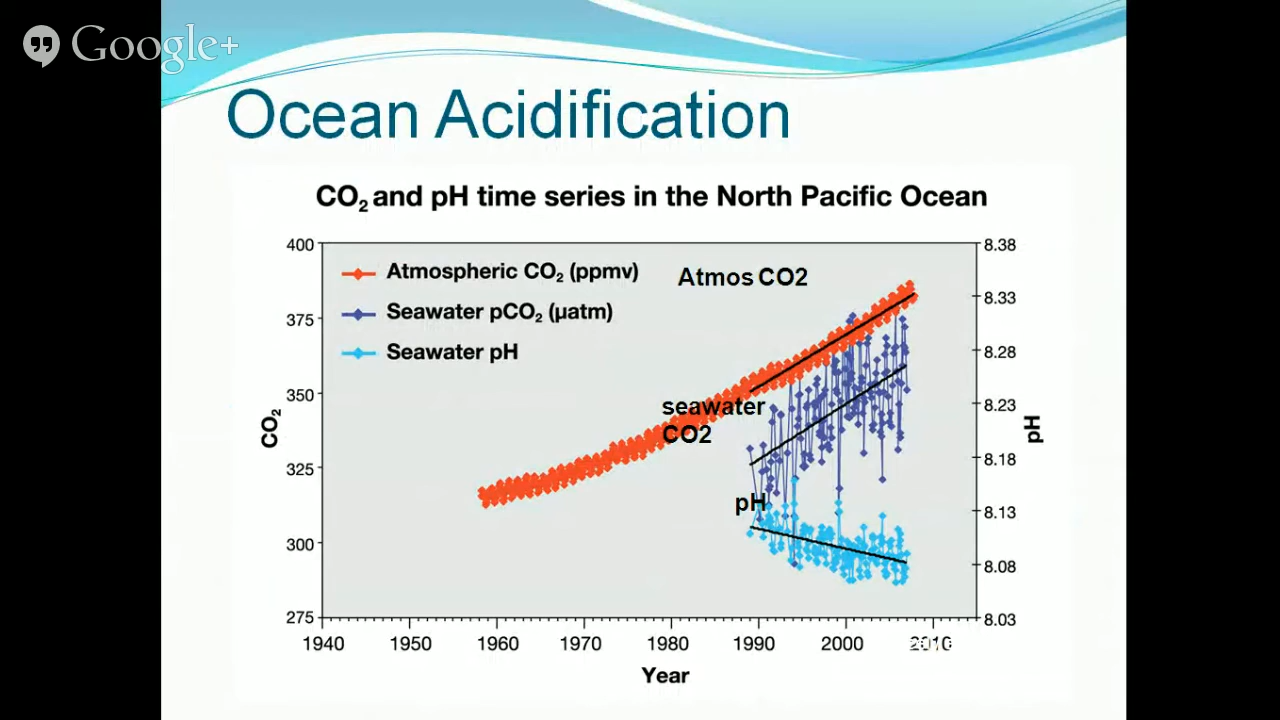 Google+
Ocean Acidification
CO₂ and pH time series in the North Pacific Ocean
400
375
350
325
300
275
CO₂
Atmospheric CO₂ (ppmv)
Seawater pCO₂ (µatm)
Seawater pH
Atmos CO2
seawater
CO2
pH
8.38
8.33
8.28
8.23
8.18
8.13
8.08
8.03
pH
1940 1950 1960 1970 1980 1990 2000 2010
Year